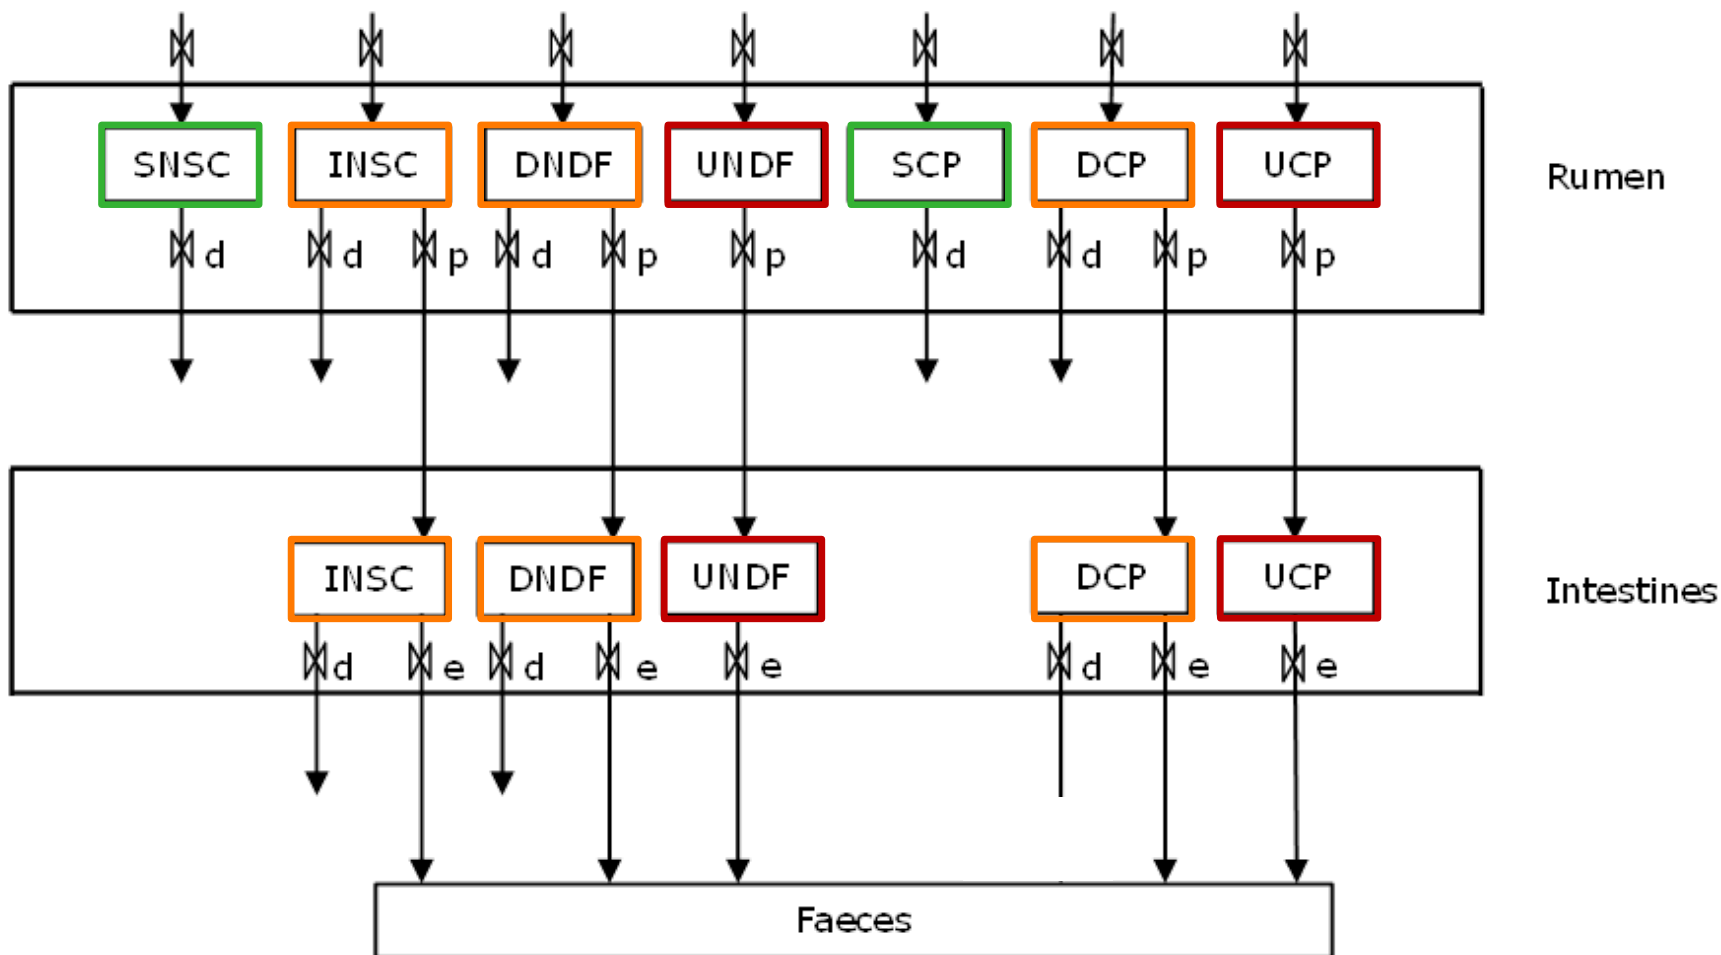 SNSC INSC DNDF UNDF SCP DCP UCP
Rumen
d d p d p p d d p p
INSC DNDF UNDF DCP UCP
Intestines
d e d e e d e e
Faeces